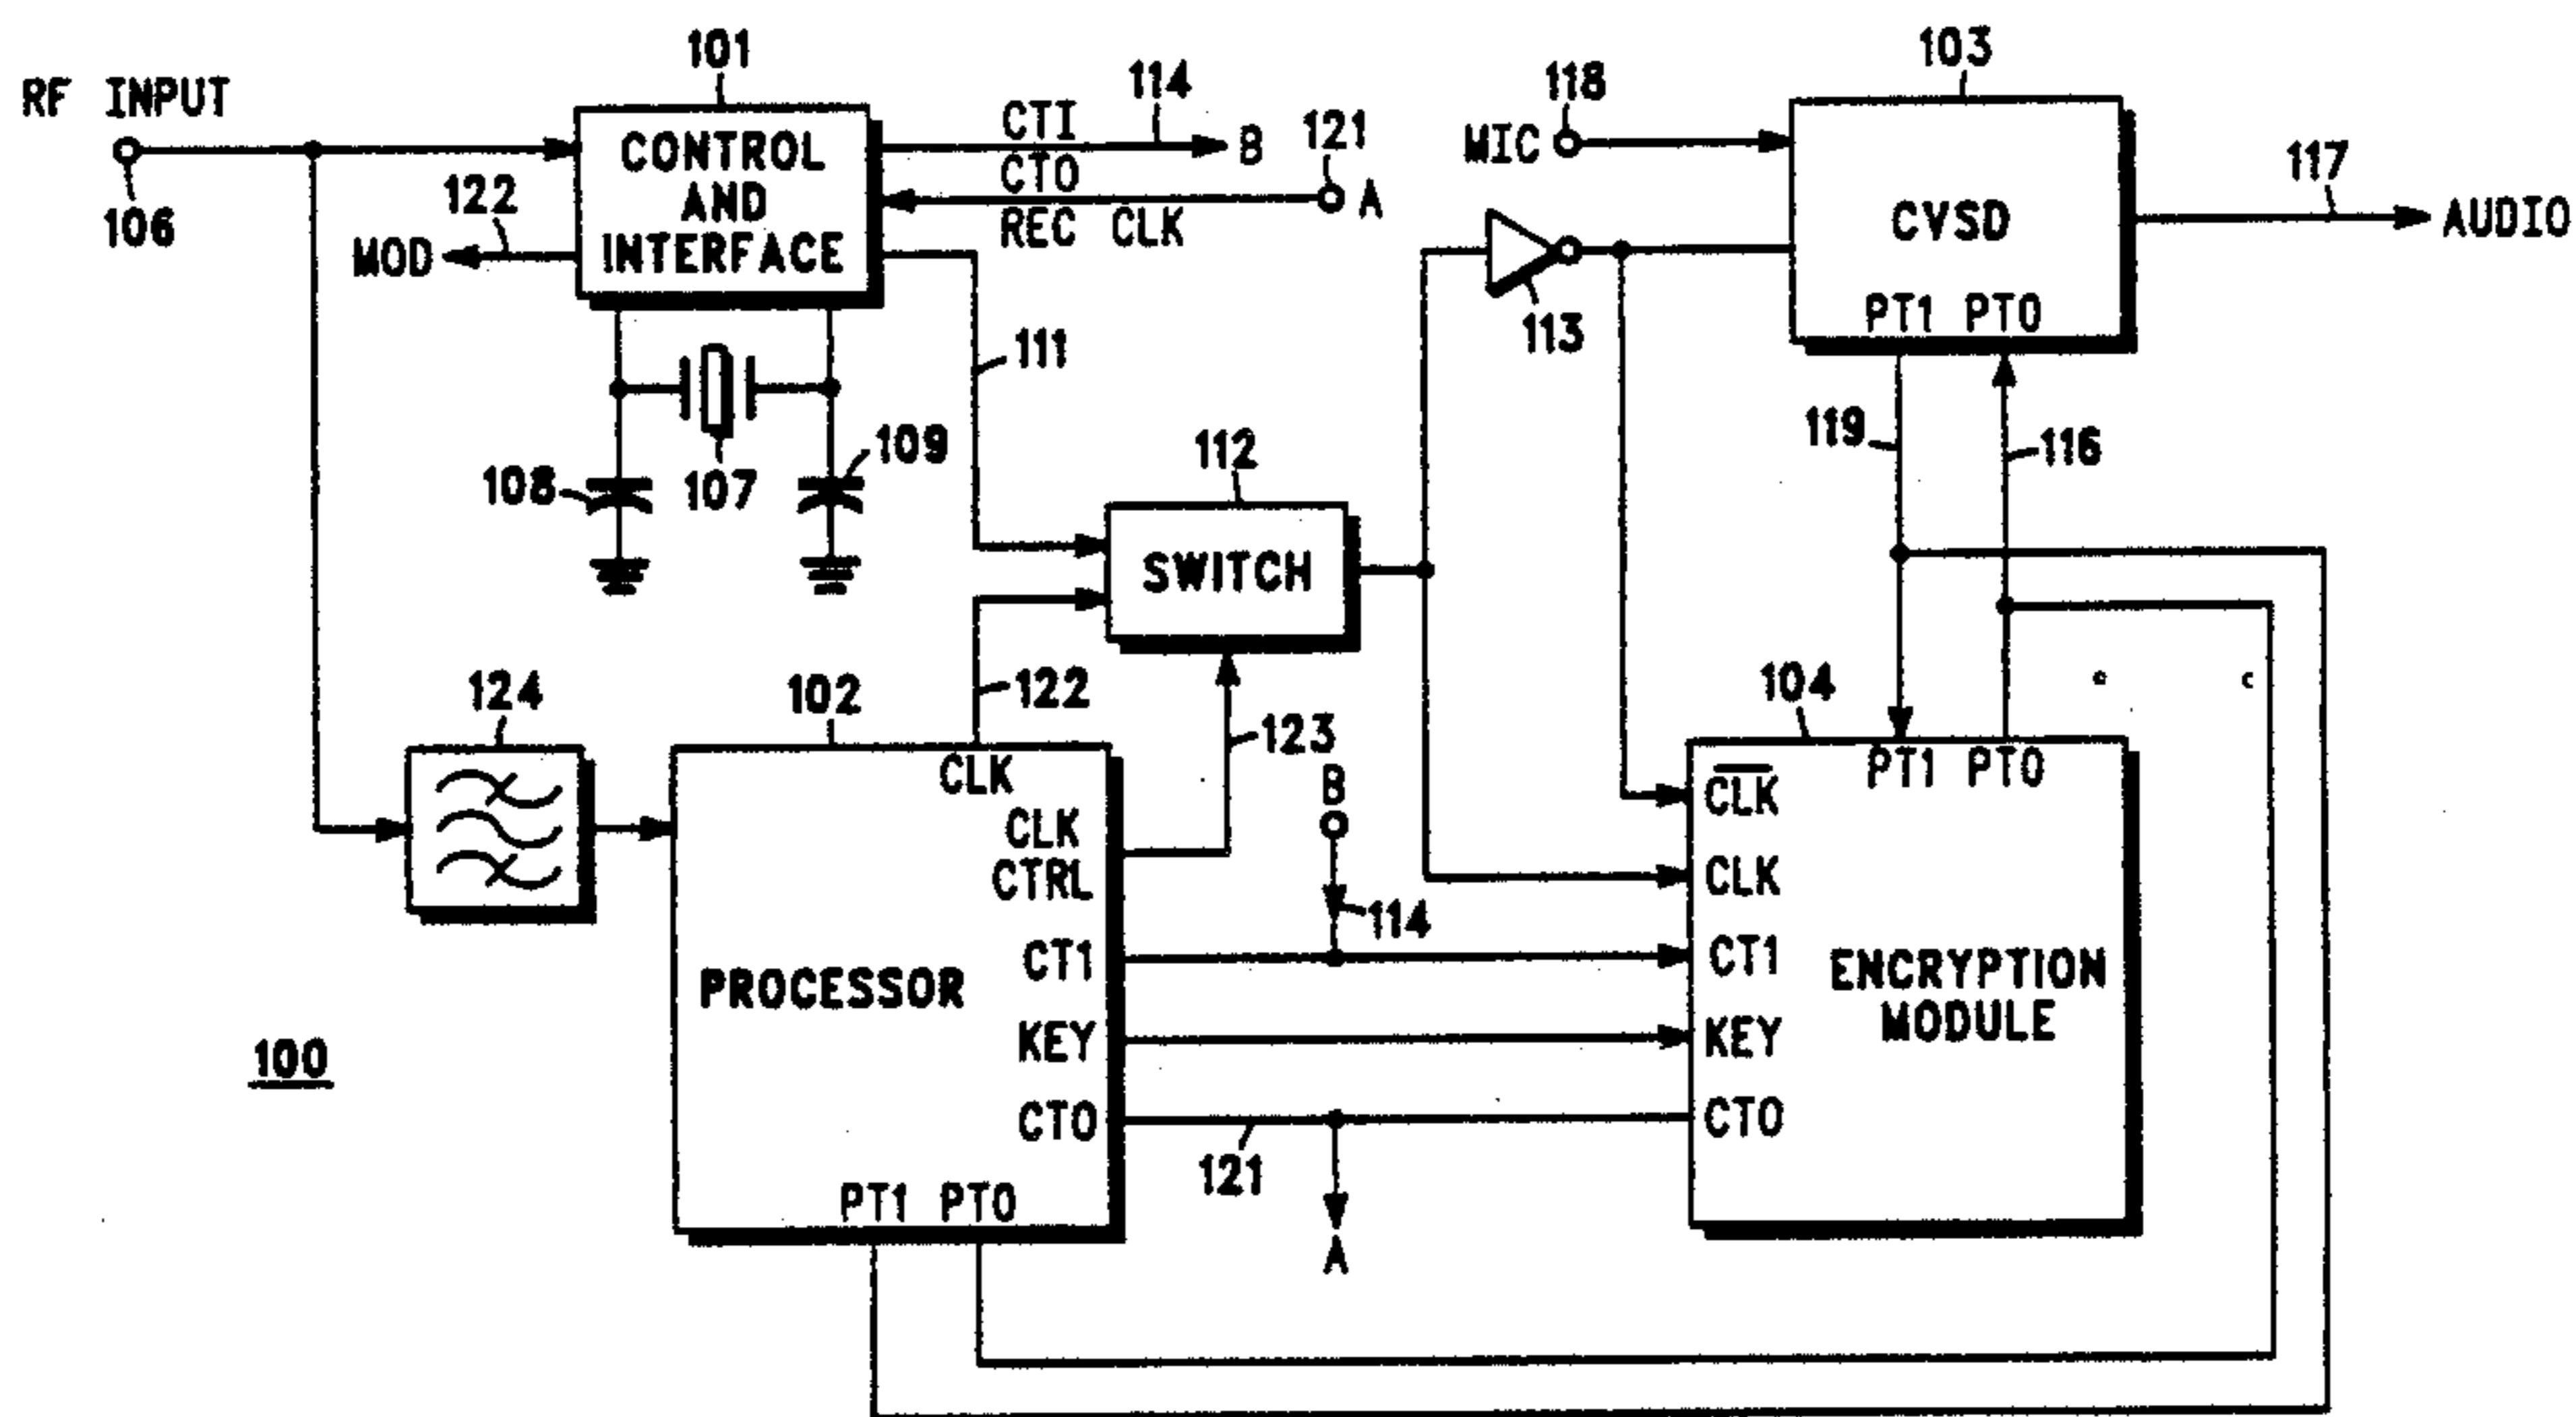 101
103
RF INPUT
114
118
CTI
B
121
CONTROL
AND
INTERFACE
MIC
117
106
122
CTO
A
REC CLK
CVSD
AUDIO
MOD
PT1 PTO
113
111
119
116
109
112
108
107
SWITCH
124
102
122
104
123
B
CLK
PT1 PTO
CLK
CLK
CTRL
CLK
114
CT1
CT1
ENCRYPTION
MODULE
PROCESSOR
KEY
KEY
100
CTO
CTO
121
PT1 PTO
A